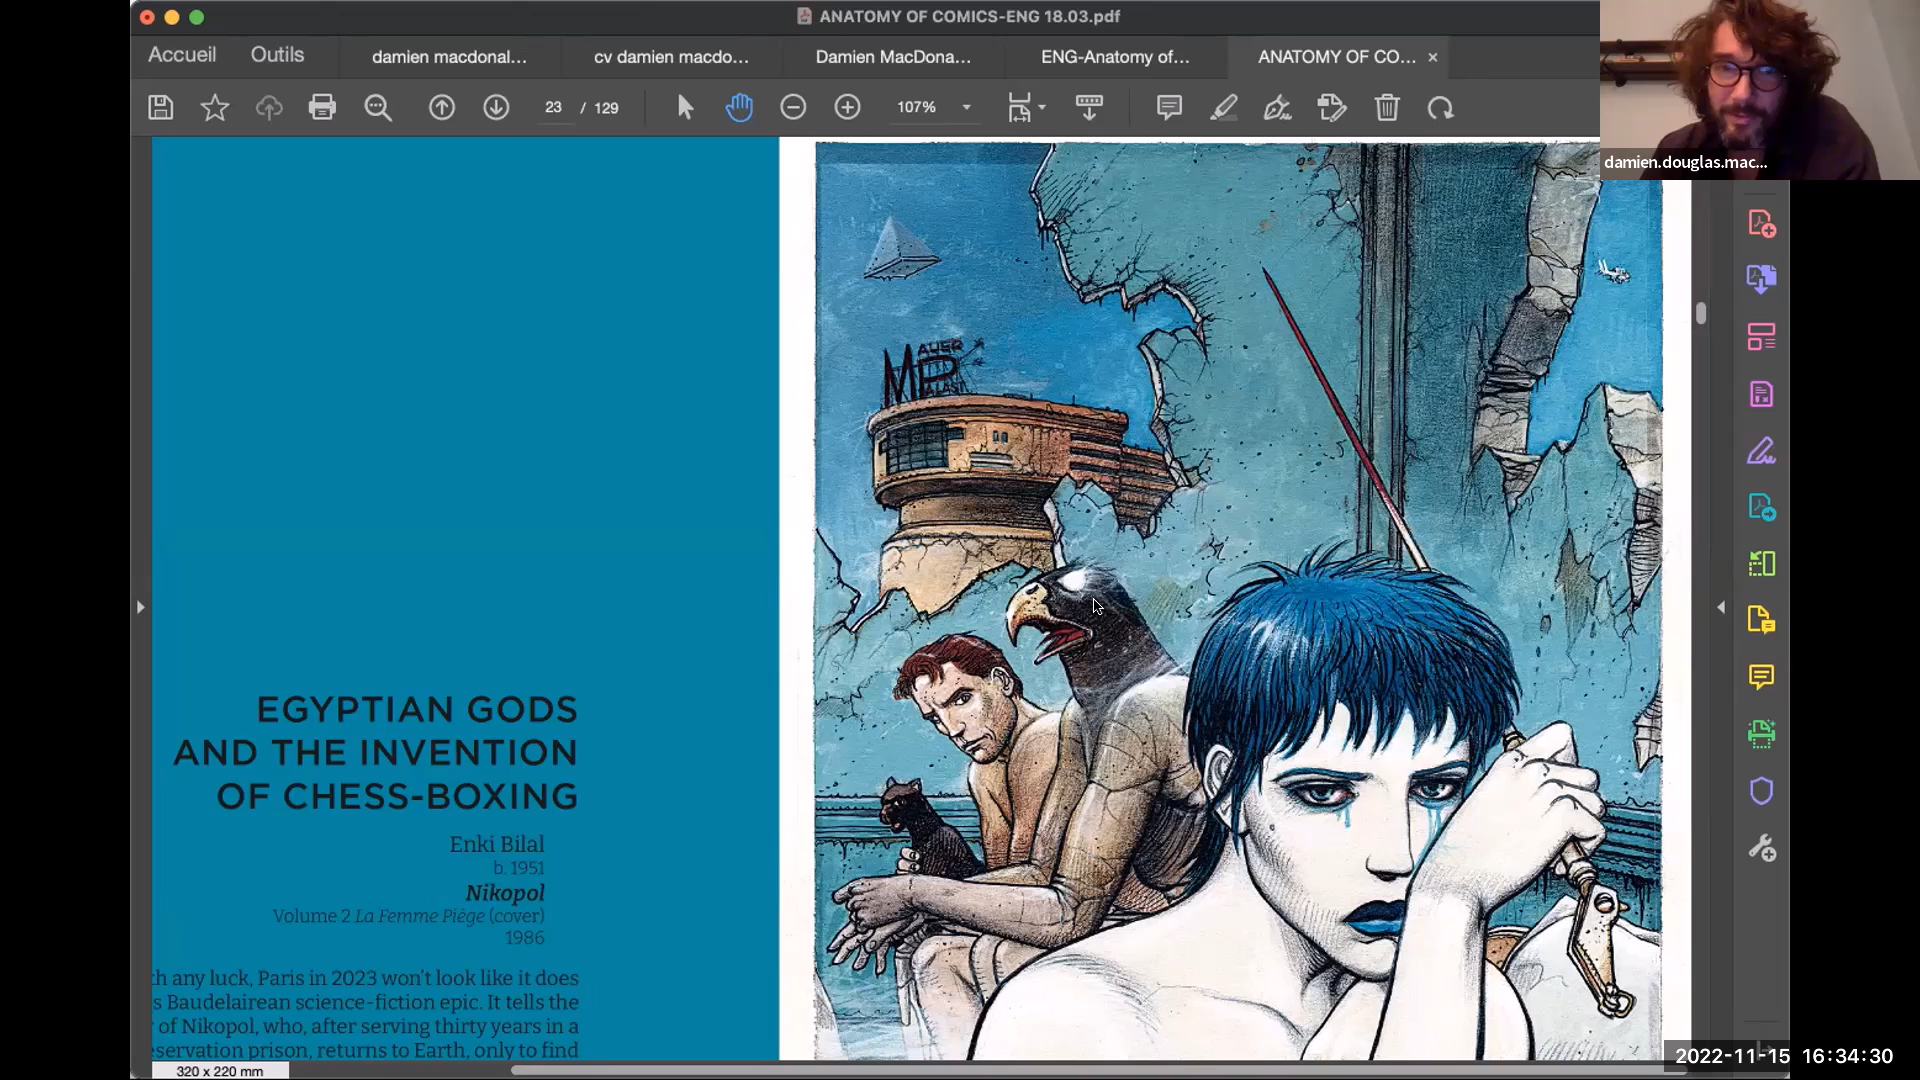 ANATOMY OF COMICS-ENG 18.03.pdf
Accueil
Outils
damien macdonal...
cv damien macdo...
Damien MacDona...
ENG-Anatomy of...
ANATOMY OF CO...
23 / 129
107%
damien.douglas.mac...
MAUER
PALAST
EGYPTIAN GODS
AND THE INVENTION
OF CHESS-BOXING
Enki Bilal
b. 1951
Nikopol
Volume 2 La Femme Piège (cover)
1986
th any luck, Paris in 2023 won't look like it does
s Baudelairean science-fiction epic. It tells the
of Nikopol, who, after serving thirty years in a
eservation prison, returns to Earth, only to find
320 x 220 mm
2022-11-15 16:34:30